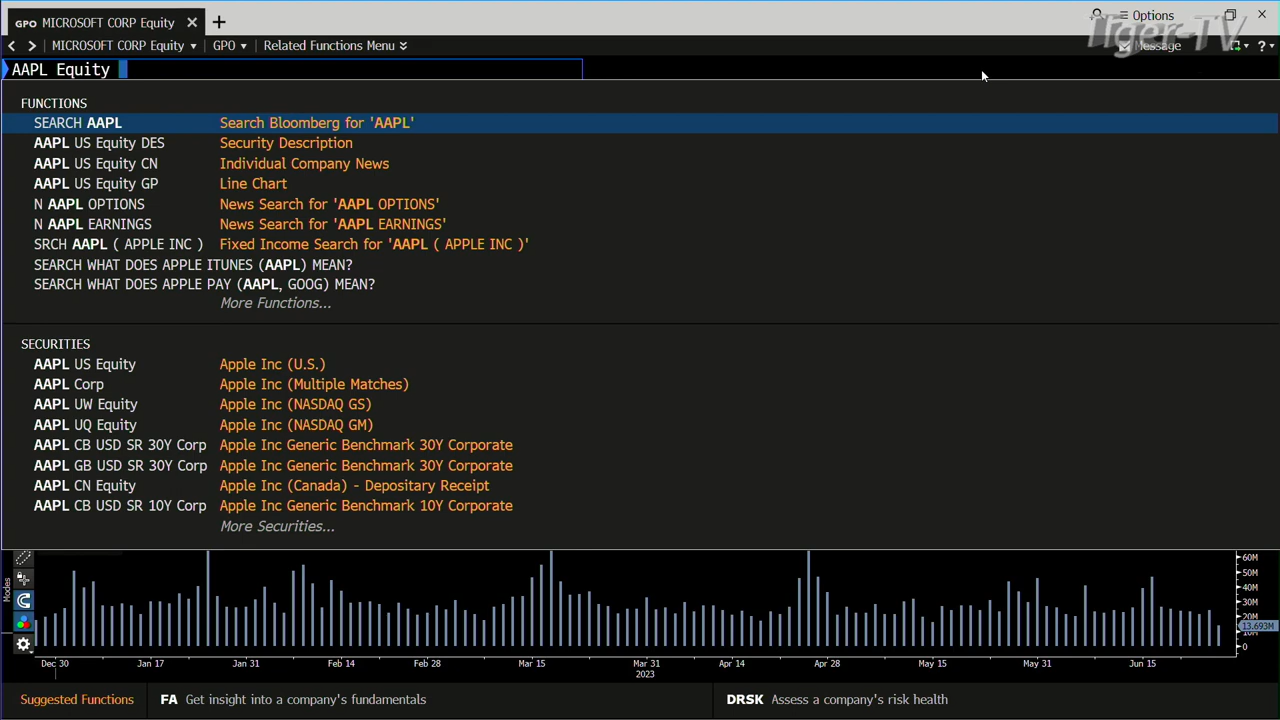 GPO MICROSOFT CORP Equity
Options
MICROSOFT CORP Equity GPO Related Functions Menu
Message ?
Tiger-TV
AAPL Equity
FUNCTIONS
SEARCH AAPL Search Bloomberg for 'AAPL'
AAPL US Equity DES Security Description
AAPL US Equity CN Individual Company News
AAPL US Equity GP Line Chart
N AAPL OPTIONS News Search for 'AAPL OPTIONS'
N AAPL EARNINGS News Search for 'AAPL EARNINGS'
SRCH AAPL ( APPLE INC ) Fixed Income Search for 'AAPL ( APPLE INC )'
SEARCH WHAT DOES APPLE ITUNES (AAPL) MEAN?
SEARCH WHAT DOES APPLE PAY (AAPL, GOOG) MEAN?
More Functions...
SECURITIES
AAPL US Equity Apple Inc (U.S.)
AAPL Corp Apple Inc (Multiple Matches)
AAPL UW Equity Apple Inc (NASDAQ GS)
AAPL UQ Equity Apple Inc (NASDAQ GM)
AAPL CB USD SR 30Y Corp Apple Inc Generic Benchmark 30Y Corporate
AAPL GB USD SR 30Y Corp Apple Inc Generic Benchmark 30Y Corporate
AAPL CN Equity Apple Inc (Canada) - Depositary Receipt
AAPL CB USD SR 10Y Corp Apple Inc Generic Benchmark 10Y Corporate
More Securities...
Modes
60M
50M
40M
30M
20M
13.693M
10M
0
Dec 30 Jan 17 Jan 31 Feb 14 Feb 28 Mar 15 Mar 31 Apr 14 Apr 28 May 15 May 31 Jun 15
2023
Suggested Functions FA Get insight into a company's fundamentals DRSK Assess a company's risk health